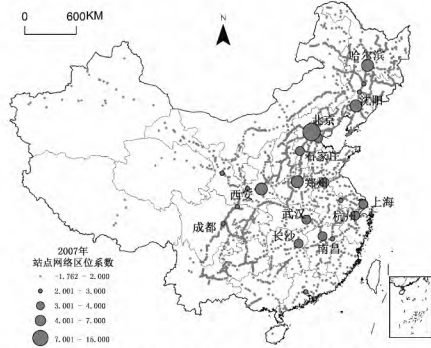 0 600KM
N
哈尔滨
沈阳
北京
石家庄
西安
郑州
上海
武汉
杭州
成都
长沙
南昌
2007年
站点网络区位系数
-1.762 - 2.000
2.001 - 3.000
3.001 - 4.000
4.001 - 7.000
7.001 - 15.000